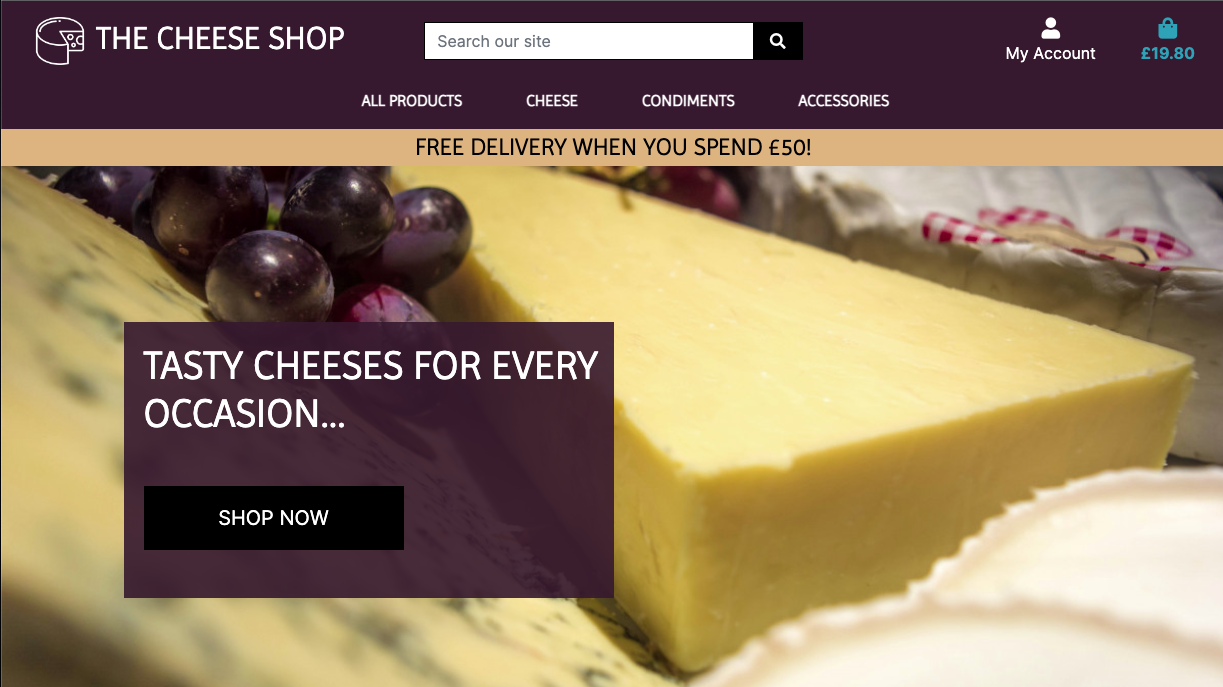 THE CHEESE SHOP
Search our site
My Account
£19.80
ALL PRODUCTS
CHEESE
CONDIMENTS
ACCESSORIES
FREE DELIVERY WHEN YOU SPEND £50!
TASTY CHEESES FOR EVERY
OCCASION...
SHOP NOW